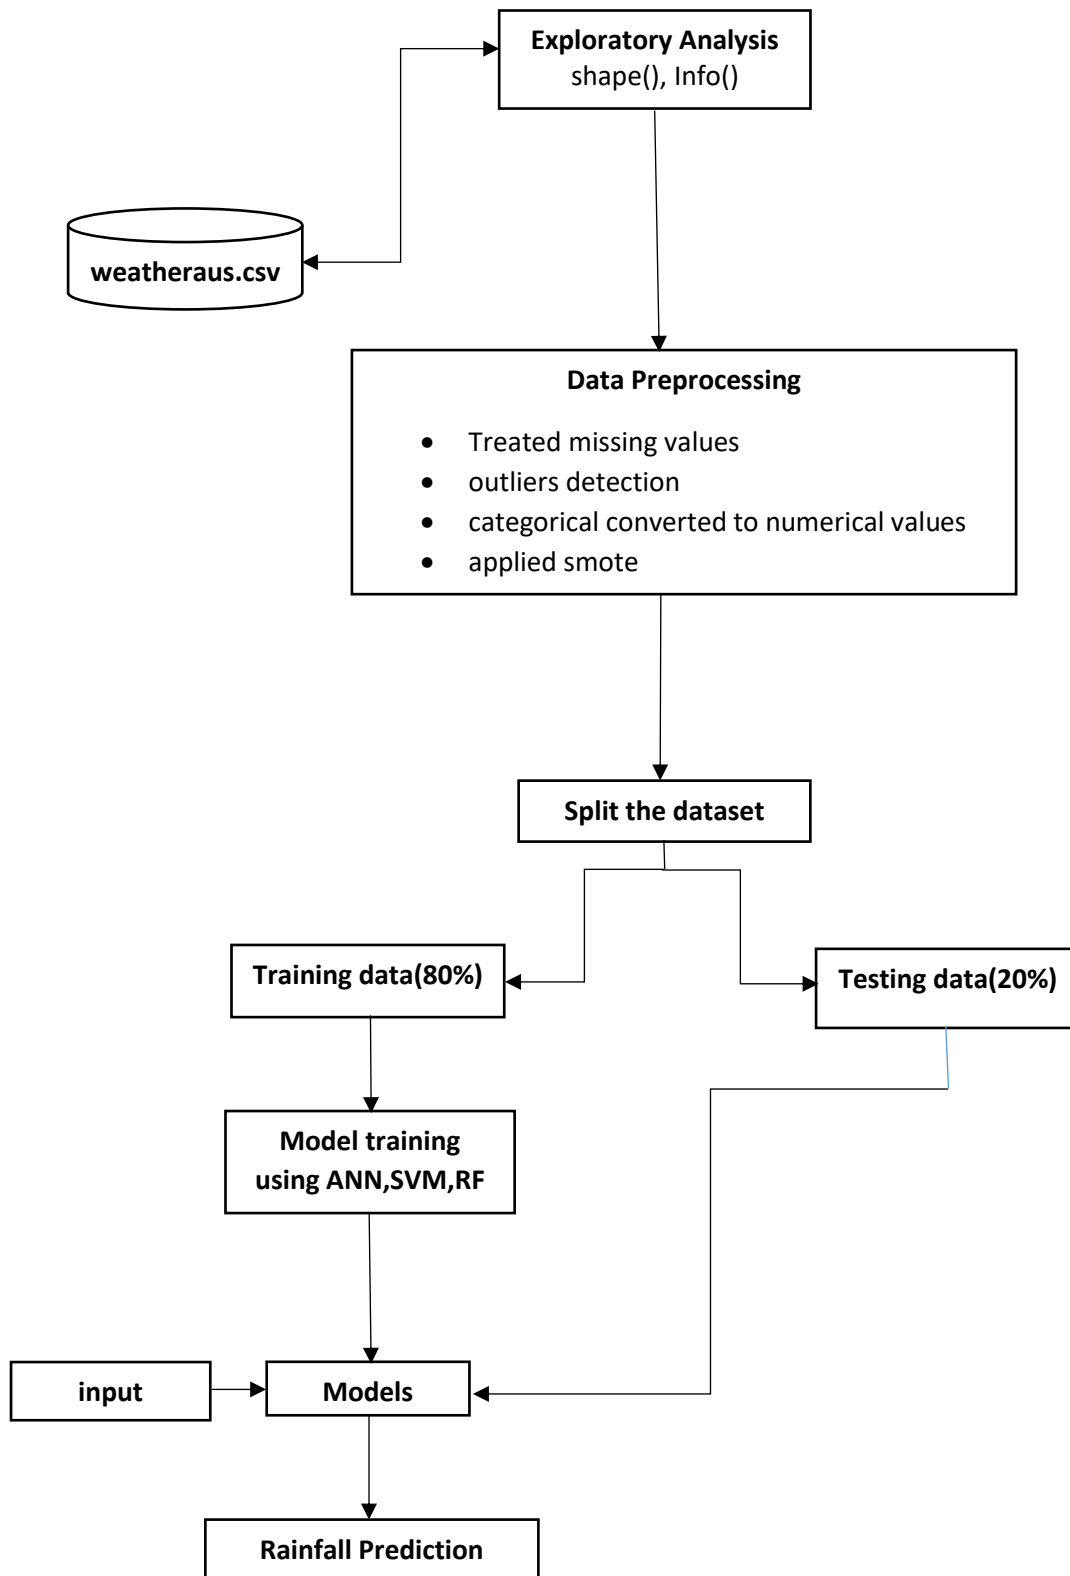 Exploratory Analysis
shape(), Info()
weatheraus.csv
Data Preprocessing
• Treated missing values
• outliers detection
• categorical converted to numerical values
• applied smote
Split the dataset
Training data(80%)
Testing data(20%)
Model training
using ANN,SVM,RF
input
Models
Rainfall Prediction